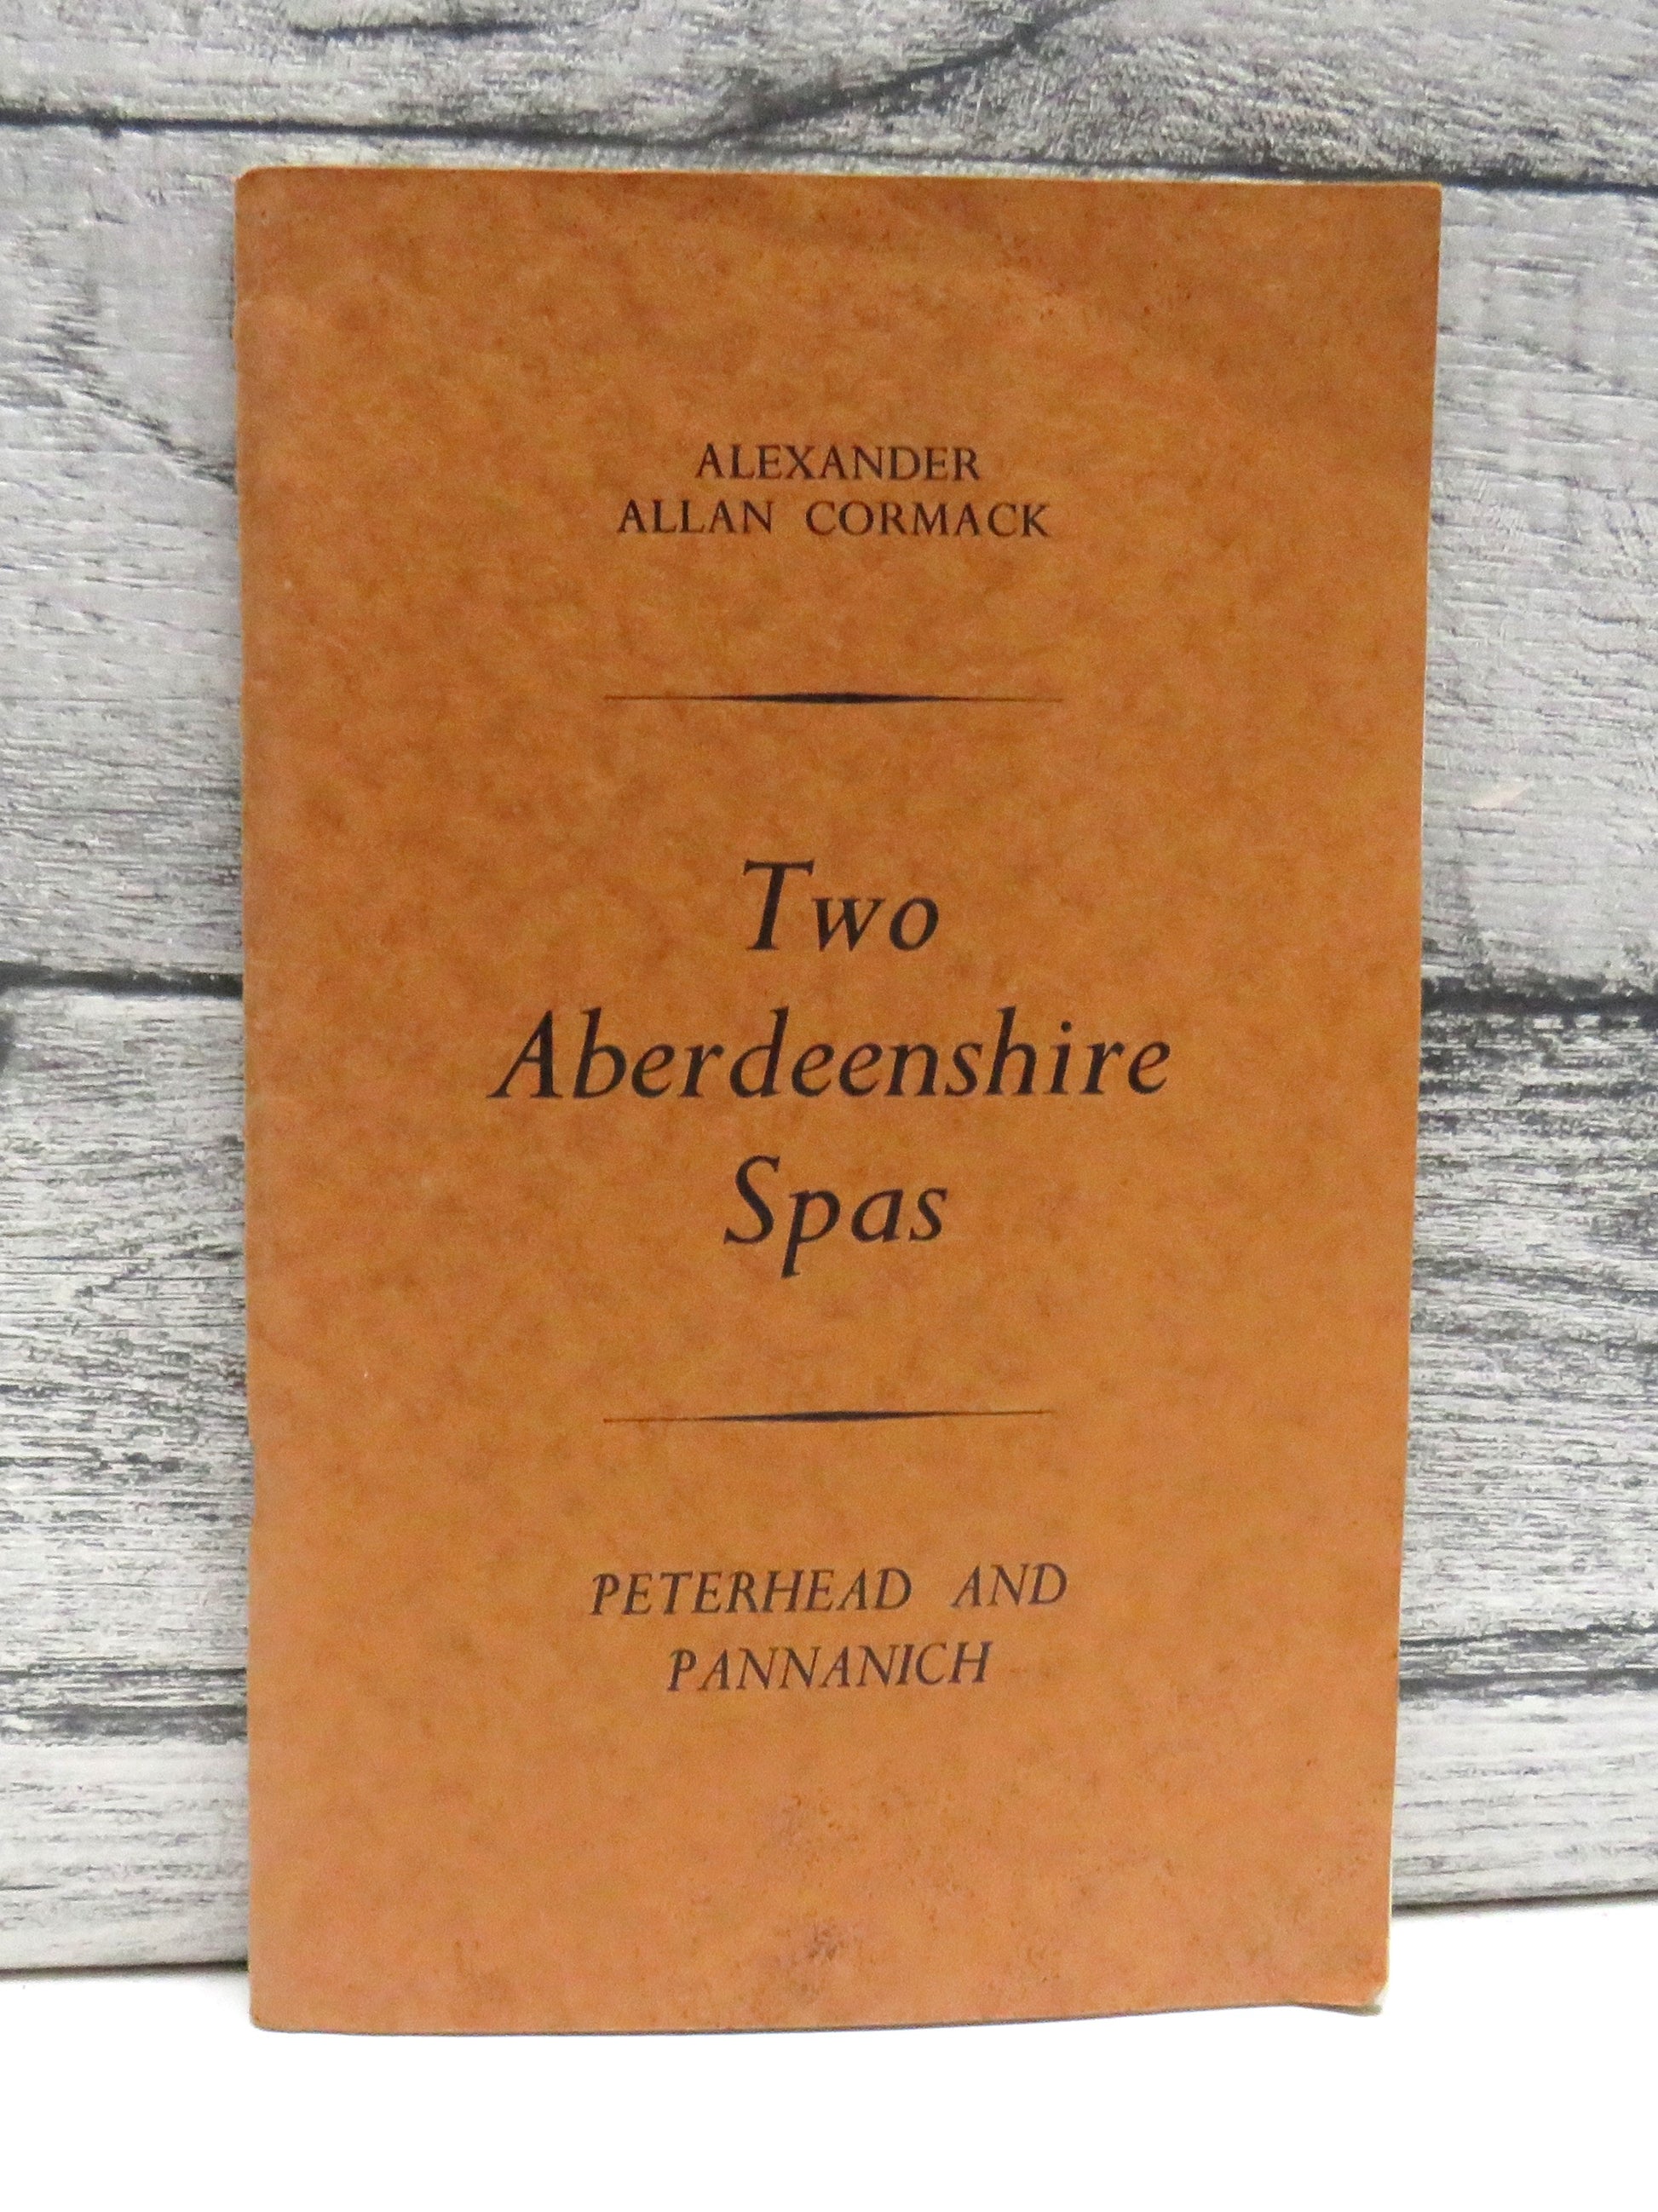 ALEXANDER
ALLAN CORMACK
Two
Aberdeenshire
Spas
PETERHEAD AND
PANNANICH